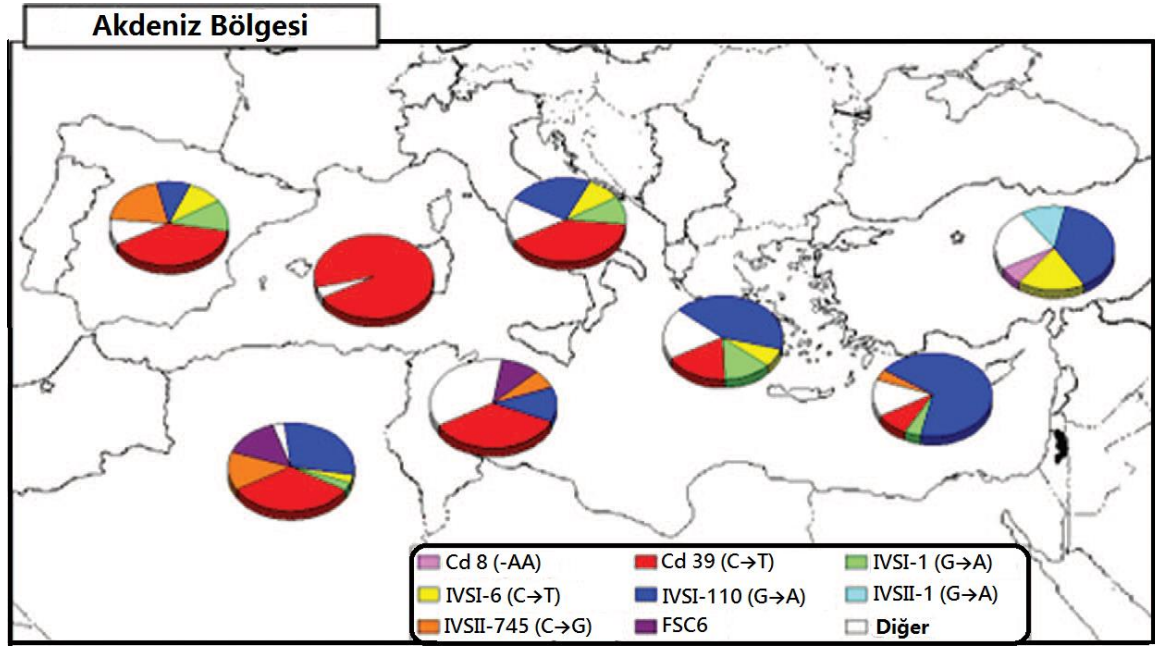 Akdeniz Bölgesi
Cd 8 (-AA) Cd 39 (C→T) IVSI-1 (G→A)
IVSI-6 (C→T) IVSI-110 (G→A) IVSII-1 (G→A)
IVSII-745 (C→G) FSC6 Diğer